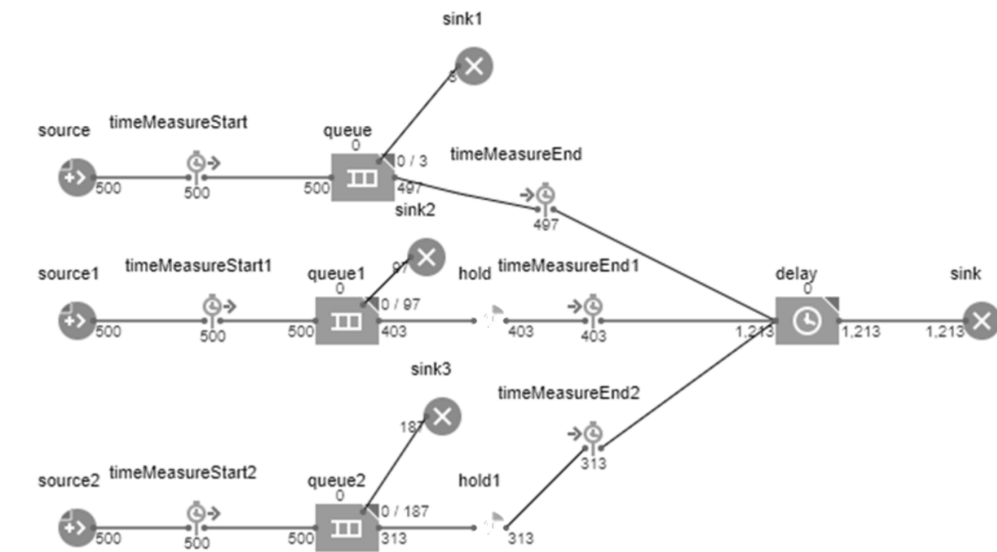 sink1
3
source
timeMeasureStart
queue
0
0 / 3
timeMeasureEnd
500
500
500
497
497
sink2
97
source1
timeMeasureStart1
queue1
0
0 / 97
hold
timeMeasureEnd1
delay
0
sink
500
500
500
403
403
403
1,213
1,213
1,213
sink3
187
timeMeasureEnd2
313
source2
timeMeasureStart2
queue2
0
0 / 187
hold1
500
500
500
313
313